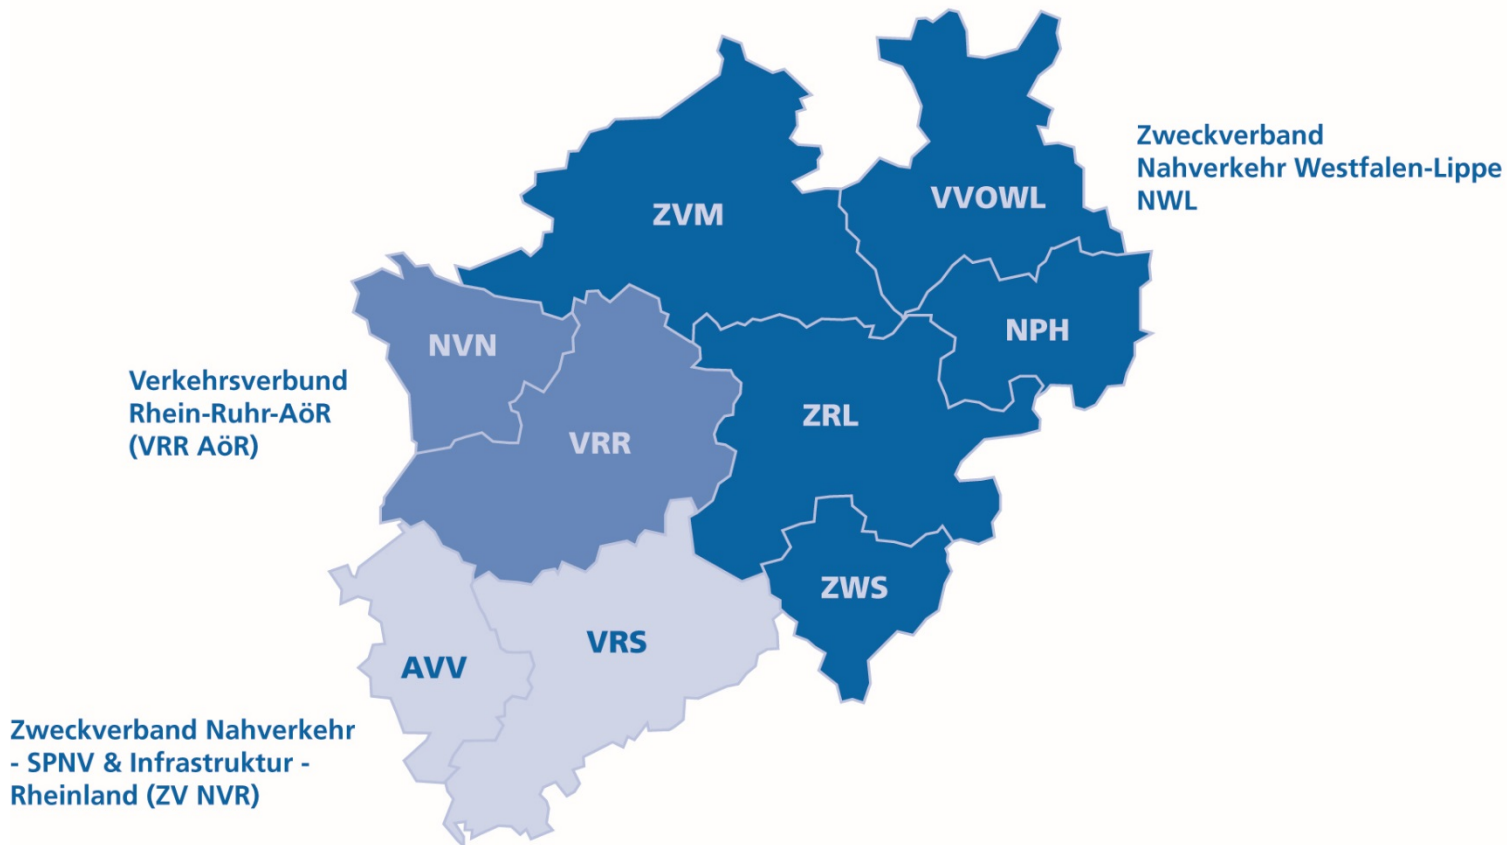 Zweckverband
Nahverkehr Westfalen-Lippe
NWL
VVOWL
ZVM
NPH
NVN
Verkehrsverbund
Rhein-Ruhr-AöR
(VRR AöR)
ZRL
VRR
ZWS
VRS
AVV
Zweckverband Nahverkehr
- SPNV & Infrastruktur -
Rheinland (ZV NVR)